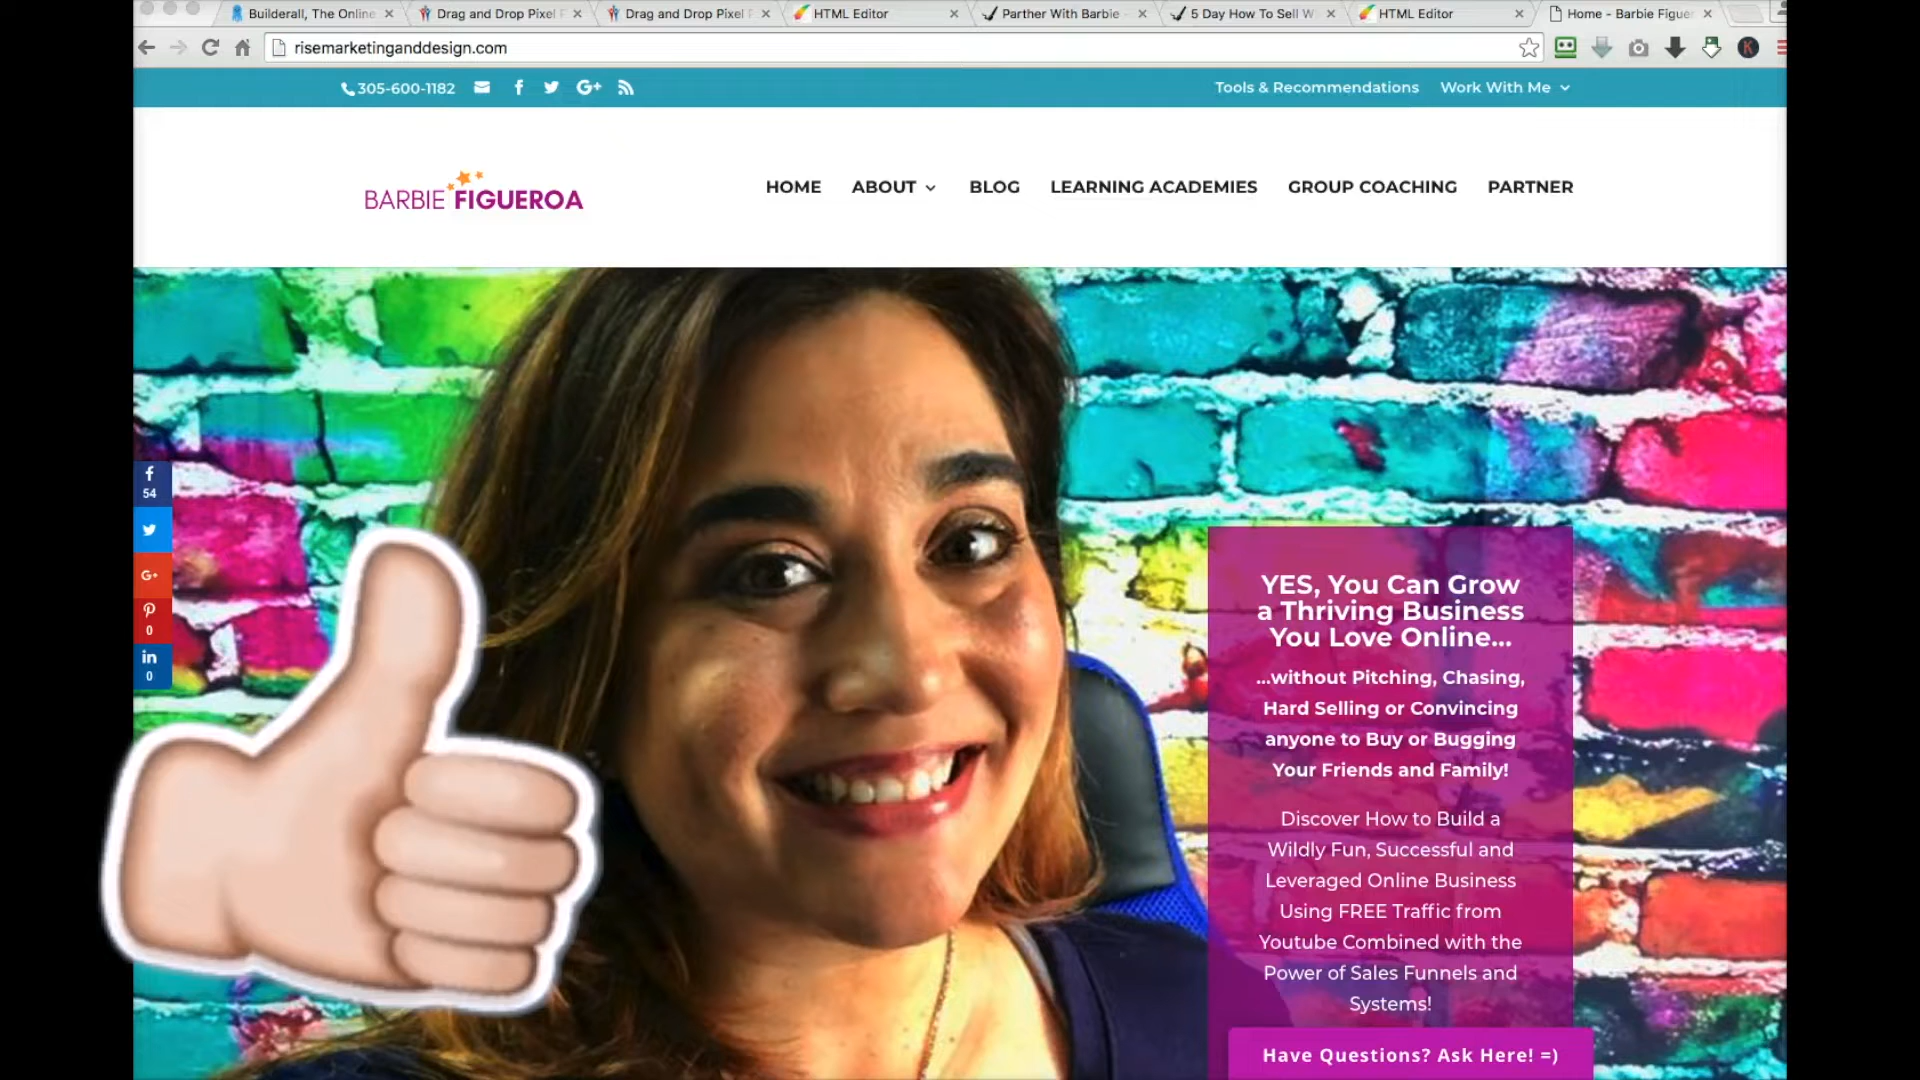 Builderall, The Online
Drag and Drop Pixel
Drag and Drop Pixel
HTML Editor
Parther With Barbie
5 Day How To Sell W
HTML Editor
Home - Barbie Figue
risemarketinganddesign.com
305-600-1182
G+
Tools & Recommendations
Work With Me
BARBIE FIGUEROA
HOME
ABOUT
BLOG
LEARNING ACADEMIES
GROUP COACHING
PARTNER
54
G+
0
in
0
YES, You Can Grow
a Thriving Business
You Love Online...
...without Pitching, Chasing,
Hard Selling or Convincing
anyone to Buy or Bugging
Your Friends and Family!
Discover How to Build a
Wildly Fun, Successful and
Leveraged Online Business
Using FREE Traffic from
Youtube Combined with the
Power of Sales Funnels and
Systems!
Have Questions? Ask Here! =)